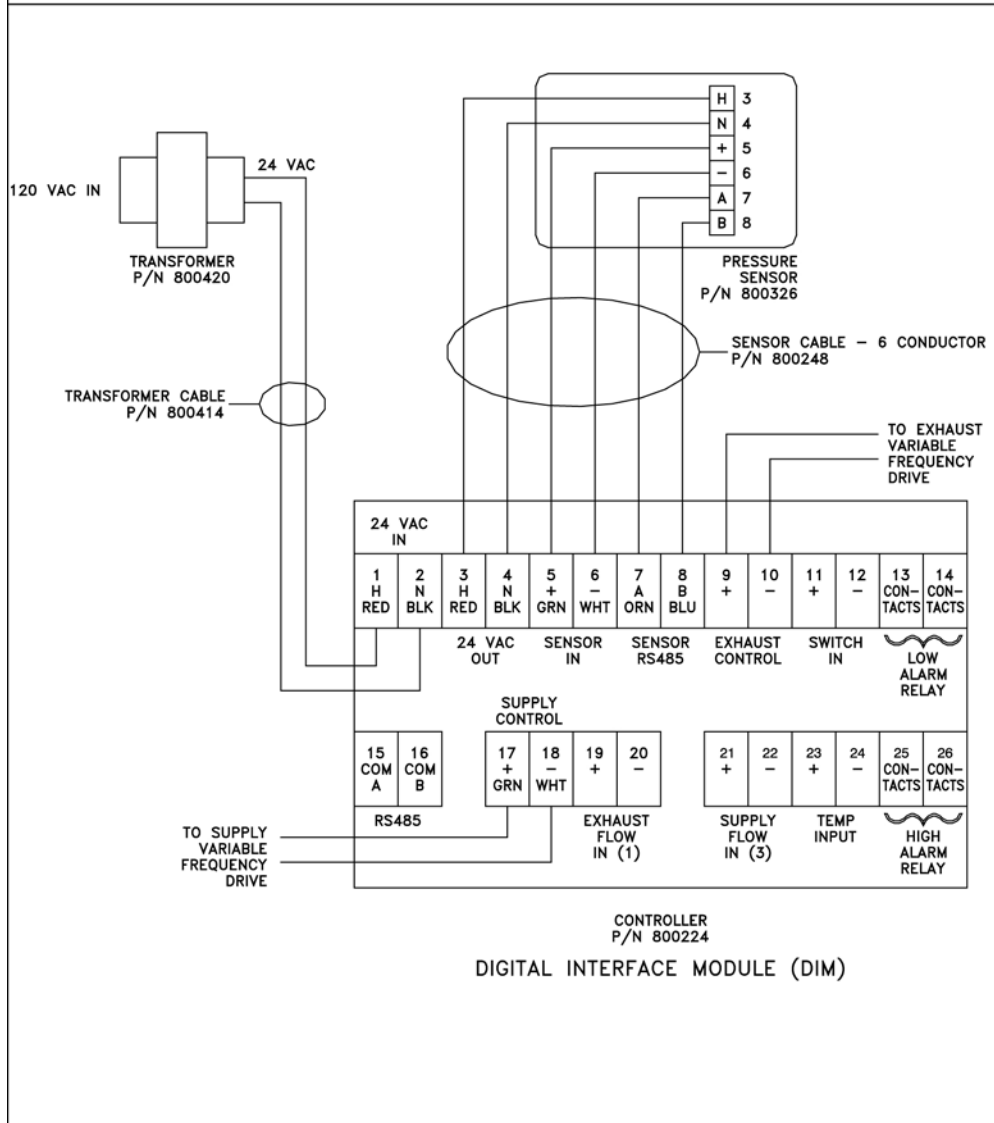 H 3
N 4
+ 5
− 6
A 7
B 8
24 VAC
120 VAC IN
TRANSFORMER
P/N 800420
PRESSURE
SENSOR
P/N 800326
SENSOR CABLE − 6 CONDUCTOR
P/N 800248
TRANSFORMER CABLE
P/N 800414
TO EXHAUST
VARIABLE
FREQUENCY
DRIVE
24 VAC
IN
1 2 3 4 5 6 7 8 9 10 11 12 13 14
H N H N + − A B + − + − CON− CON−
RED BLK RED BLK GRN WHT ORN BLU TACTS TACTS
24 VAC
OUT
SENSOR
IN
SENSOR
RS485
EXHAUST
CONTROL
SWITCH
IN
LOW
ALARM
RELAY
SUPPLY
CONTROL
15 16 17 18 19 20 21 22 23 24 25 26
COM COM + − + − + − + − CON− CON−
A B GRN WHT TACTS TACTS
RS485
EXHAUST
FLOW
IN (1)
SUPPLY
FLOW
IN (3)
TEMP
INPUT
HIGH
ALARM
RELAY
TO SUPPLY
VARIABLE
FREQUENCY
DRIVE
CONTROLLER
P/N 800224
DIGITAL INTERFACE MODULE (DIM)